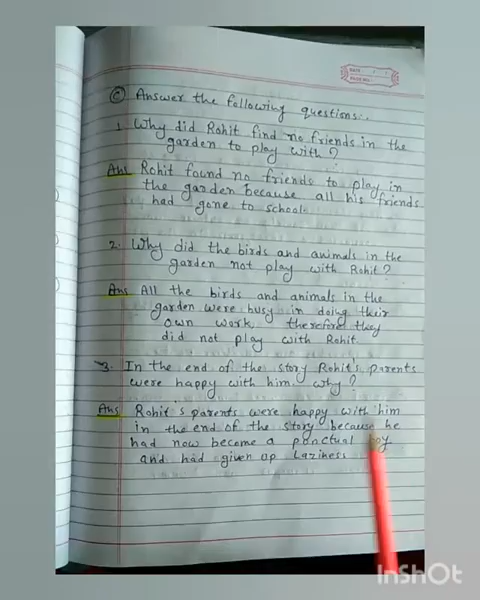 DATE / /
PAGE NO.
(C) Answer the following questions:-
1. Why did Rohit find no friends in the
garden to play with?
Ans Rohit found no friends to play in
the garden because all his friends
had gone to school.
2. Why did the birds and animals in the
garden not play with Rohit?
Ans All the birds and animals in the
garden were busy in doing their
own work, therefore they
did not play with Rohit.
3. In the end of the story Rohit's parents
were happy with him. Why?
Ans Rohit's parents were happy with him
in the end of the story because he
had now become a punctual boy
and had given up Laziness
InShOt